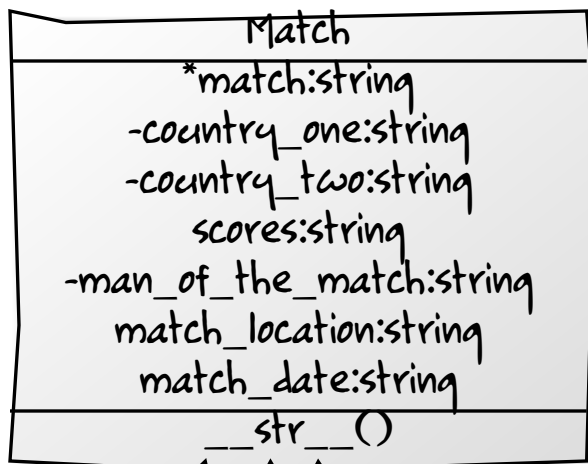 Match
*match:string
-country_one:string
-country_two:string
scores:string
-man_of_the_match:string
match_location:string
match_date:string
__str__()